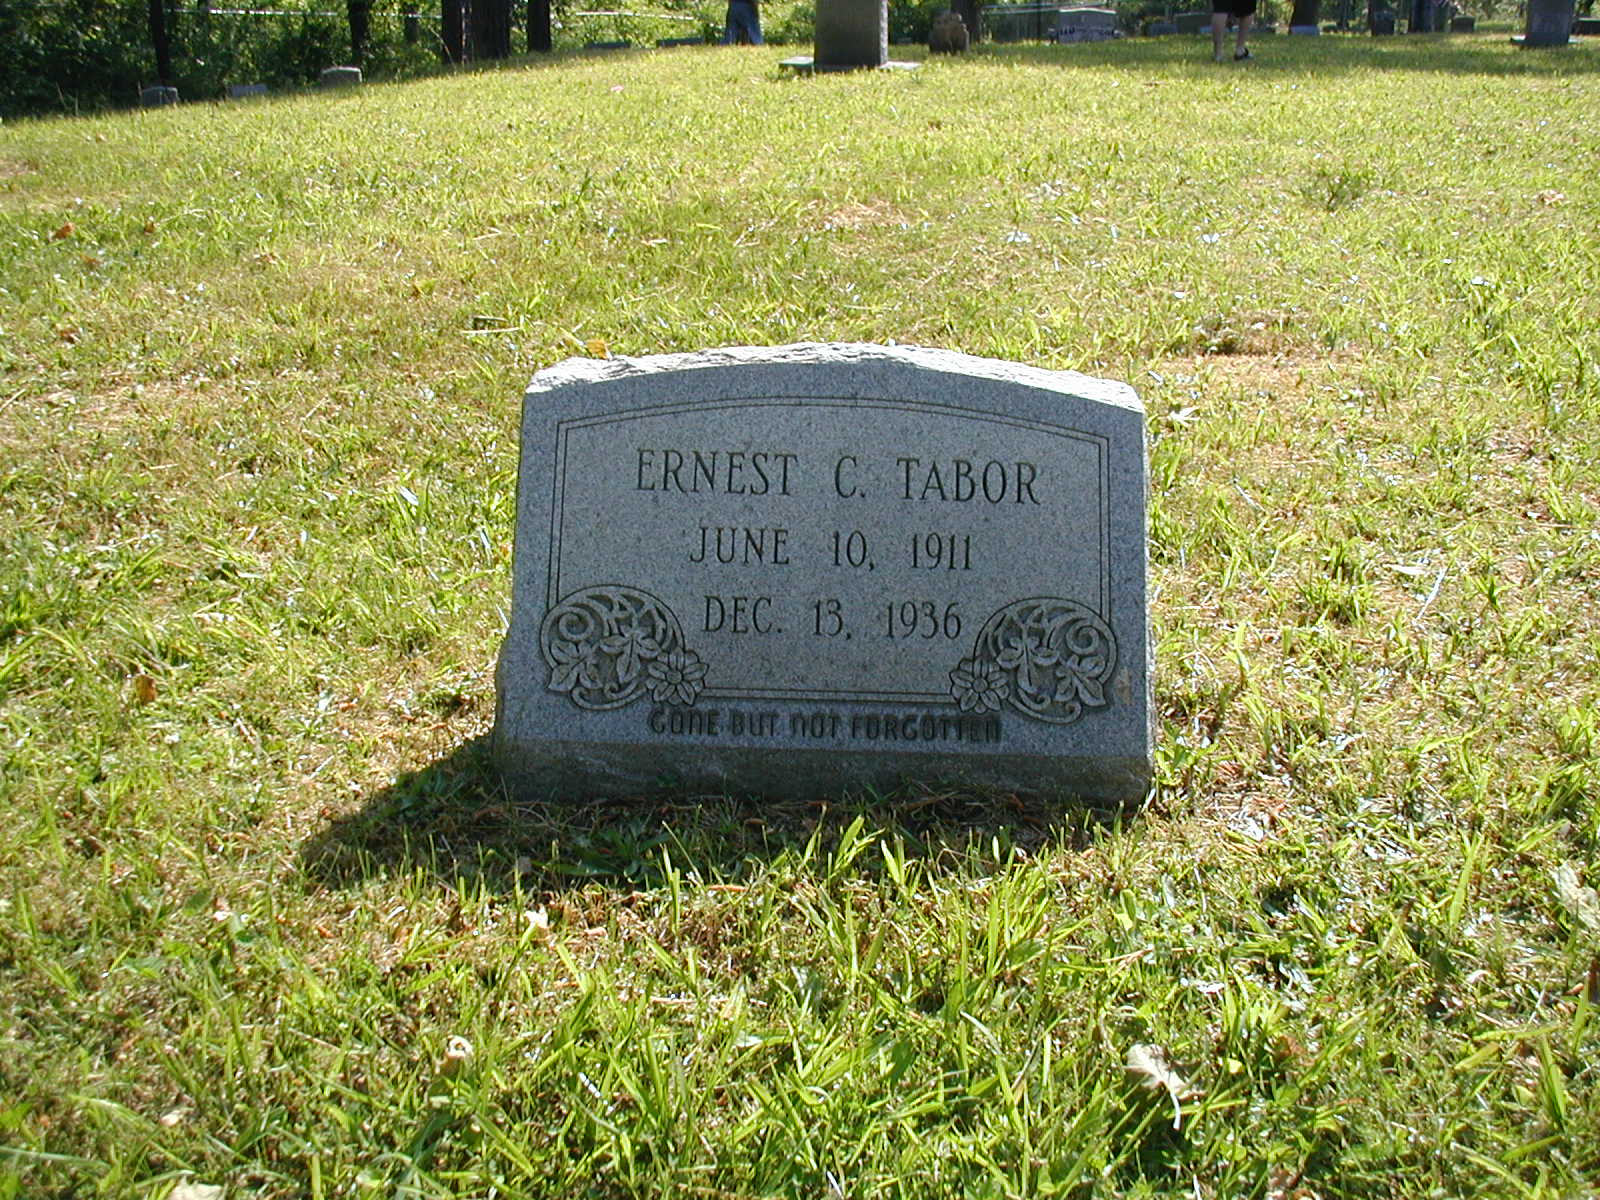 ERNEST C. TABOR
JUNE 10, 1911
DEC. 13, 1936
GONE BUT NOT FORGOTTEN